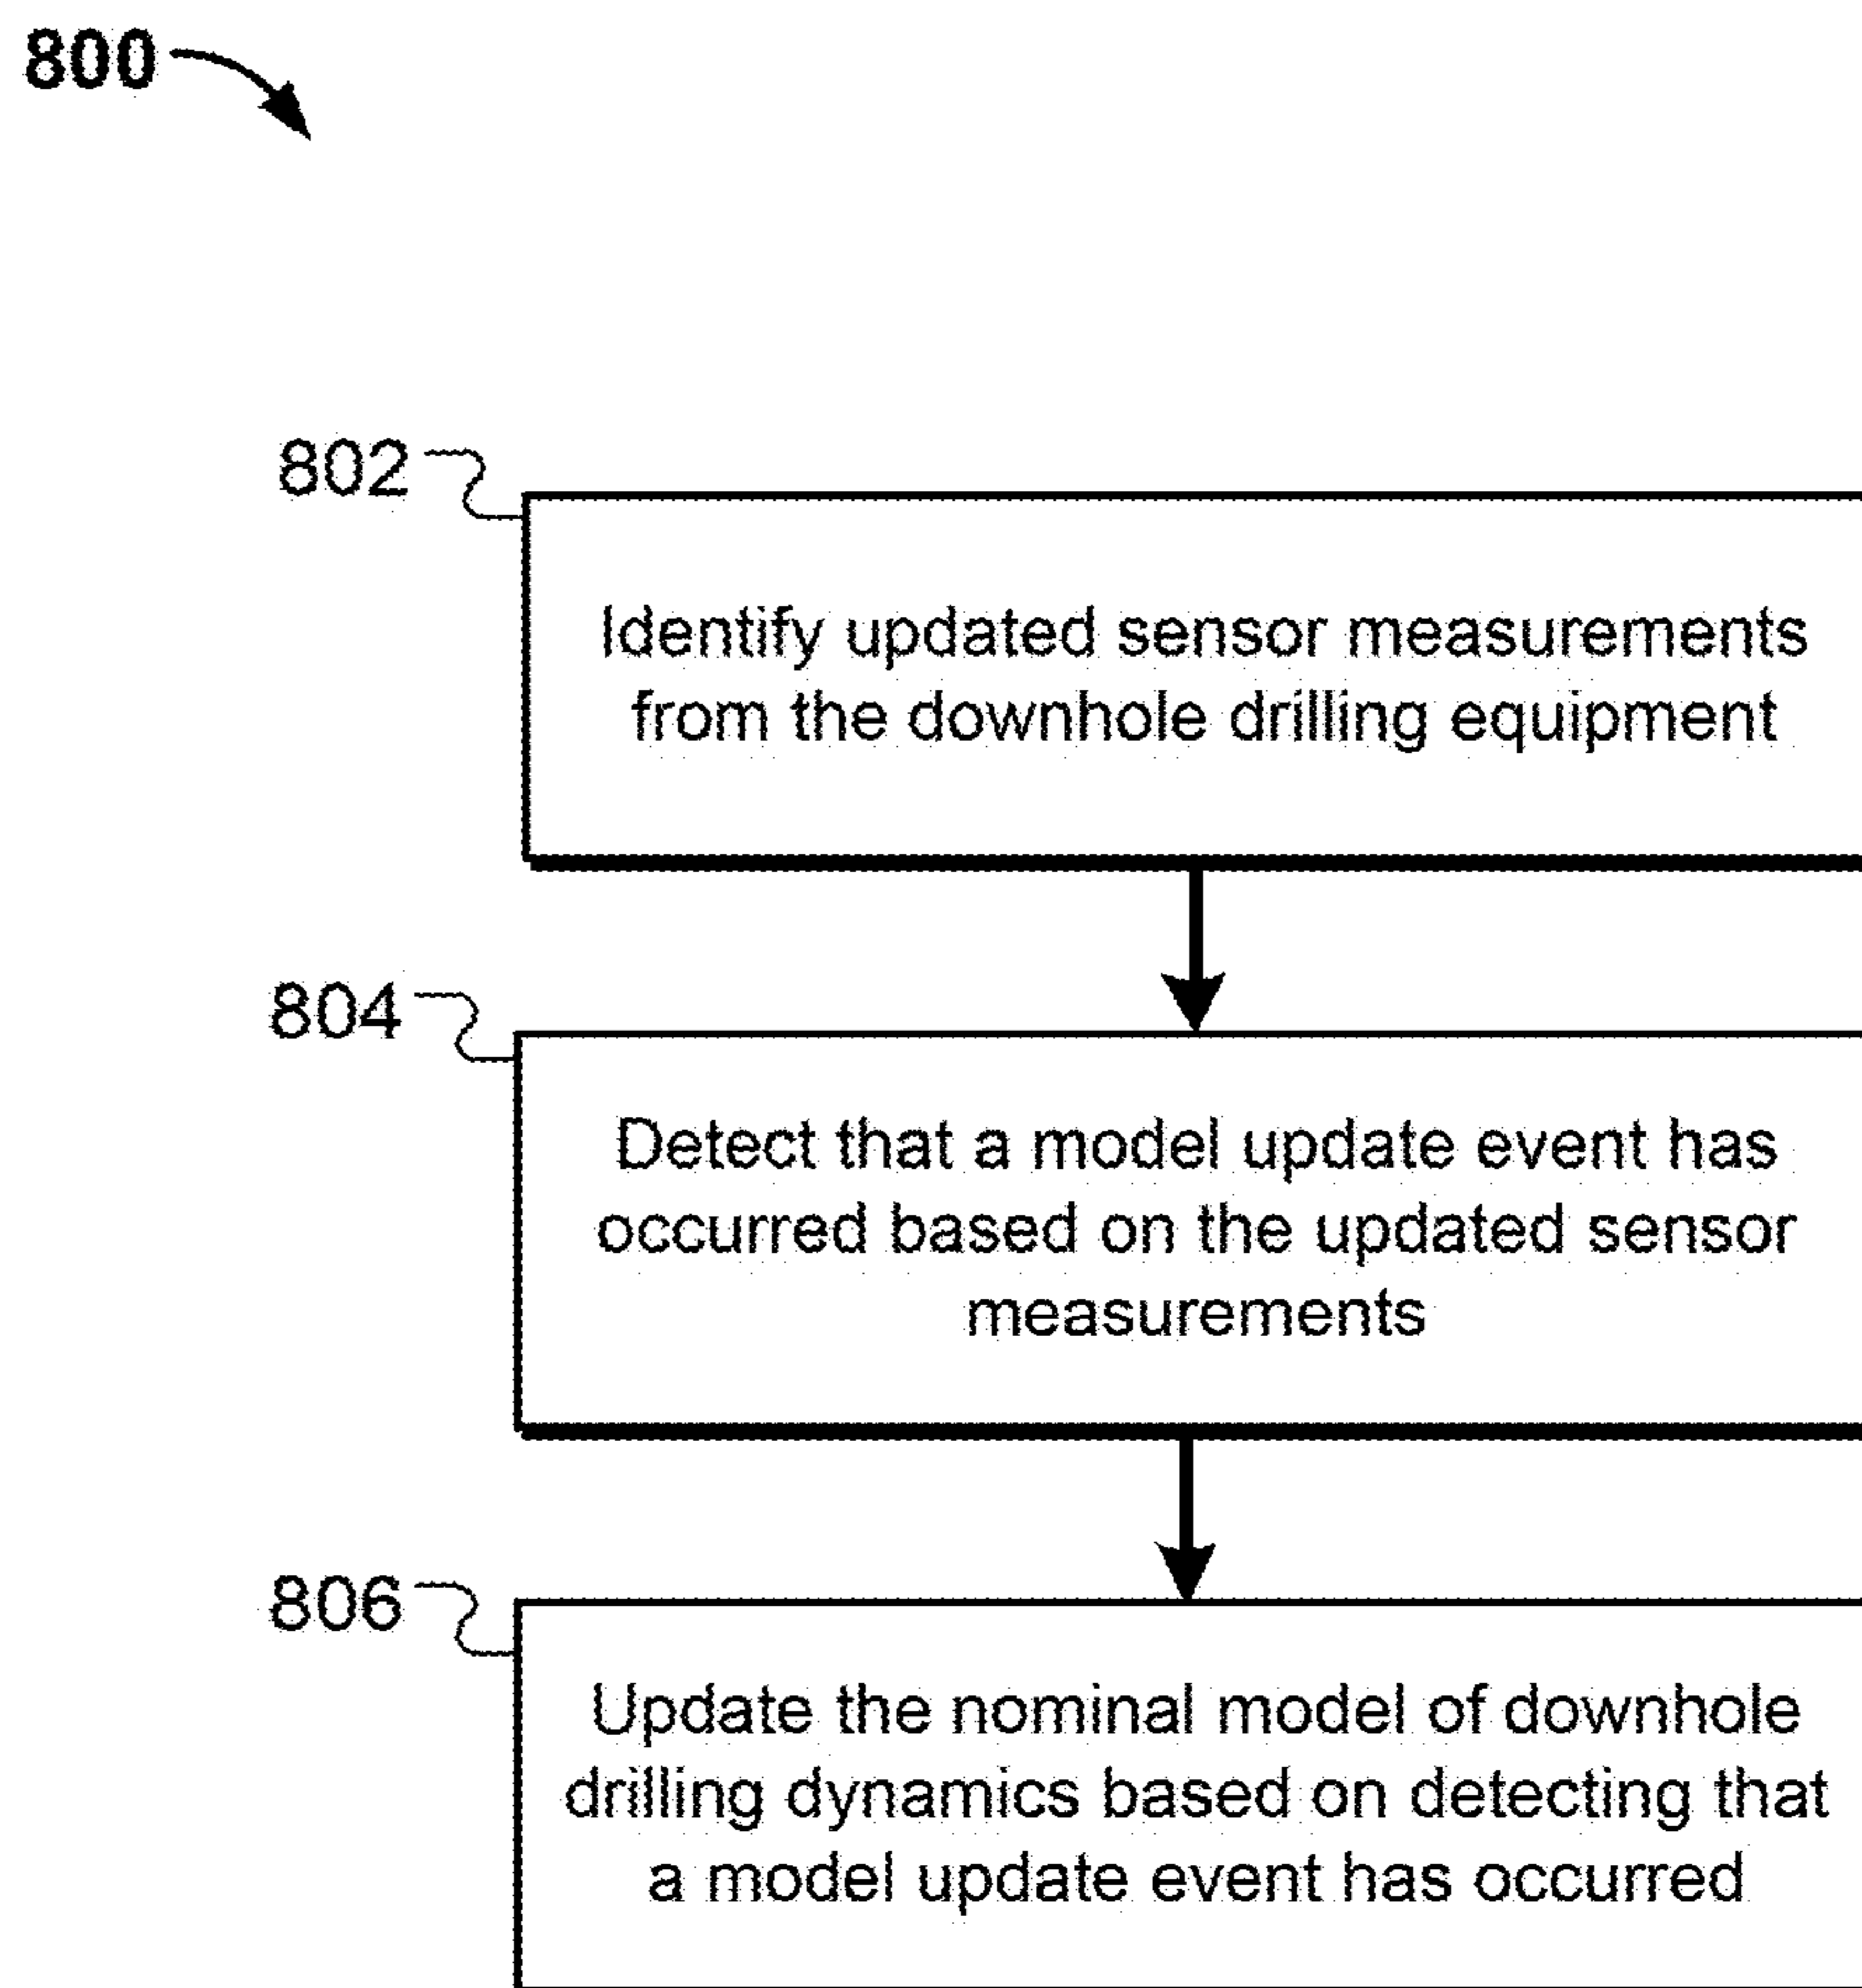 800
802
Identify updated sensor measurements
from the downhole drilling equipment
804
Detect that a model update event has
occurred based on the updated sensor
measurements
806
Update the nominal model of downhole
drilling dynamics based on detecting that
a model update event has occurred